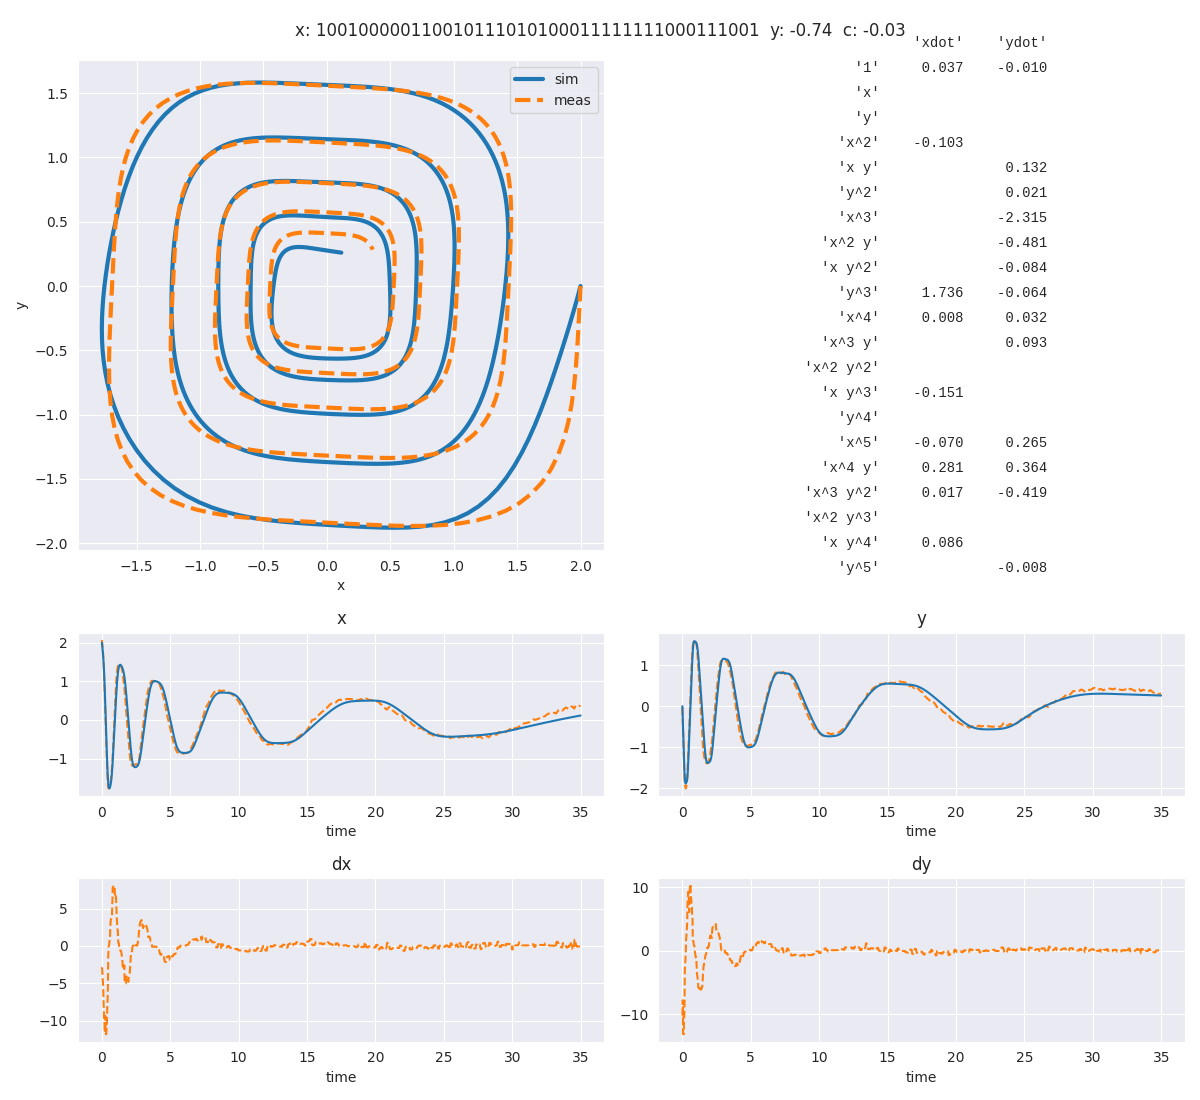 x: 100100000110010111010100011111111000111001  y: -0.74  c: -0.03
sim
meas
1.5
1.0
0.5
0.0
−0.5
−1.0
−1.5
−2.0
y
−1.5 −1.0 −0.5 0.0 0.5 1.0 1.5 2.0
x
'xdot' 'ydot'
'1' 0.037 -0.010
'x'
'y'
'x^2' -0.103
'x y' 0.132
'y^2' 0.021
'x^3' -2.315
'x^2 y' -0.481
'x y^2' -0.084
'y^3' 1.736 -0.064
'x^4' 0.008 0.032
'x^3 y' 0.093
'x^2 y^2'
'x y^3' -0.151
'y^4'
'x^5' -0.070 0.265
'x^4 y' 0.281 0.364
'x^3 y^2' 0.017 -0.419
'x^2 y^3'
'x y^4' 0.086
'y^5' -0.008
x
2
1
0
−1
0 5 10 15 20 25 30 35
time
y
1
0
−1
−2
0 5 10 15 20 25 30 35
time
dx
5
0
−5
−10
0 5 10 15 20 25 30 35
time
dy
10
0
−10
0 5 10 15 20 25 30 35
time